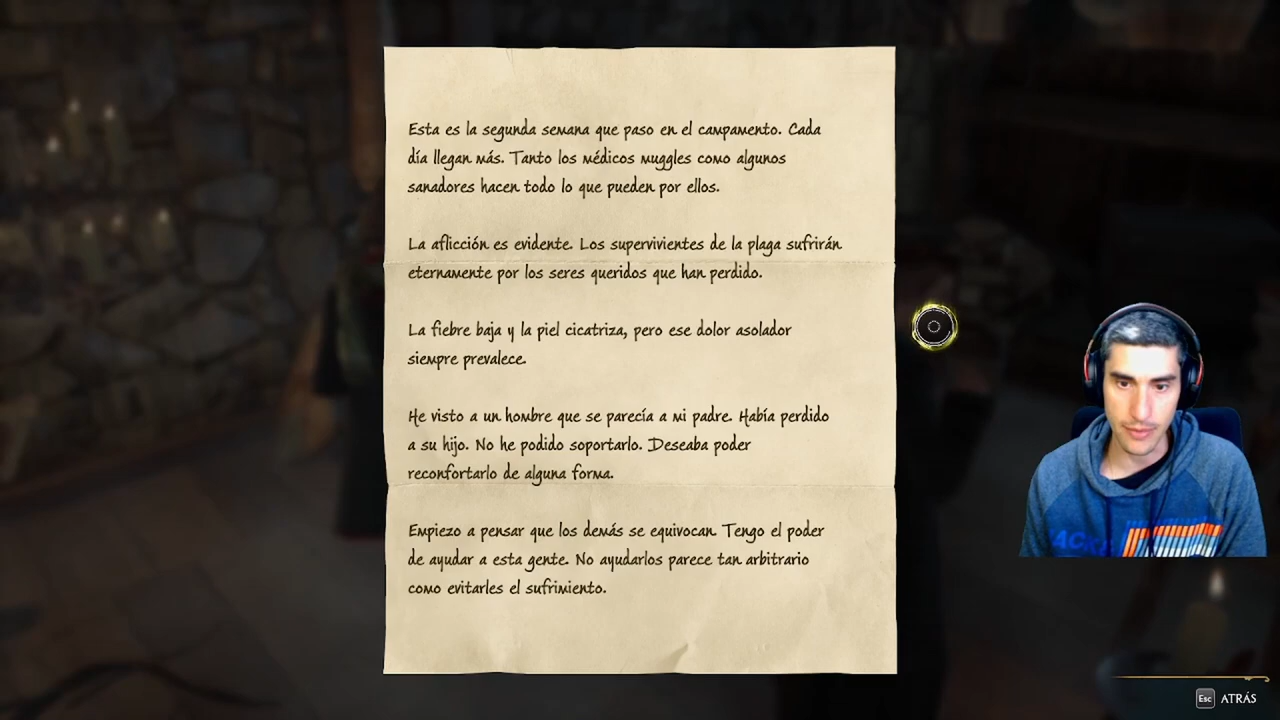 Esta es la segunda semana que paso en el campamento. Cada
día llegan más. Tanto los médicos muggles como algunos
sanadores hacen todo lo que pueden por ellos.
La aflicción es evidente. Los supervivientes de la plaga sufrirán
eternamente por los seres queridos que han perdido.
La fiebre baja y la piel cicatriza, pero ese dolor asolador
siempre prevalece.
He visto a un hombre que se parecía a mi padre. Había perdido
a su hijo. No he podido soportarlo. Deseaba poder
reconfortarlo de alguna forma.
Empiezo a pensar que los demás se equivocan. Tengo el poder
de ayudar a esta gente. No ayudarlos parece tan arbitrario
como evitarles el sufrimiento.
Esc ATRÁS